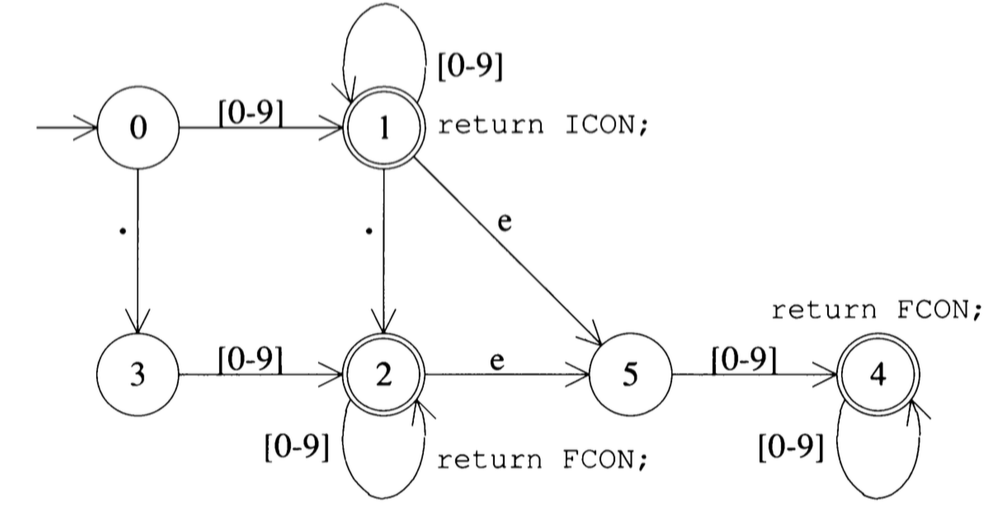 [0-9]
0
[0-9]
1
return ICON;
.
.
e
return FCON;
3
[0-9]
2
e
5
[0-9]
4
[0-9]
return FCON;
[0-9]